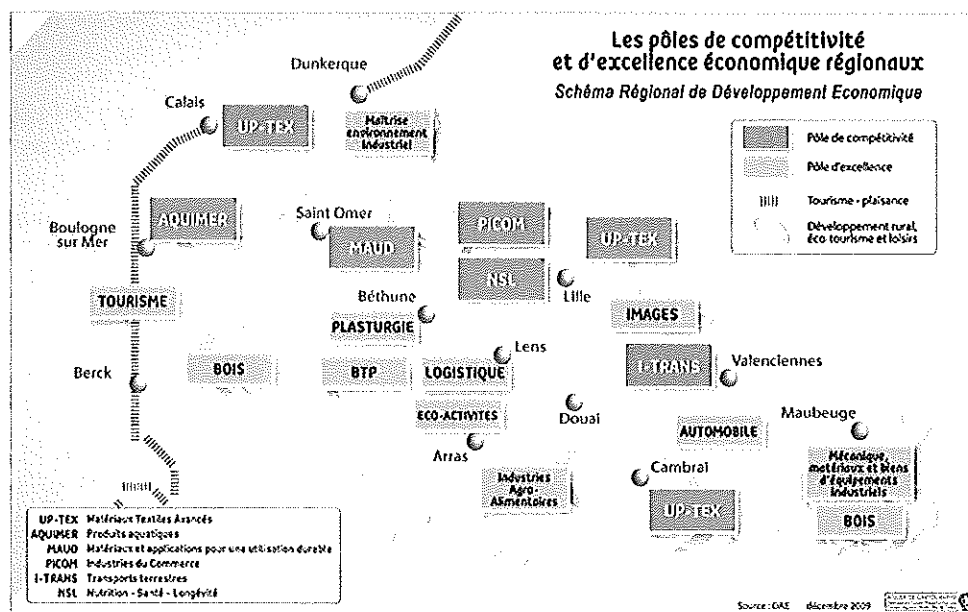 Les pôles de compétitivité
et d'excellence économique régionaux
Schéma Régional de Développement Economique
Pôle de compétitivité
Pôle d'excellence
Tourisme - plaisance
Développement rural,
éco tourisme et loisirs
Dunkerque
Calais
UP-TEX
Maîtrise
environnement
Industriel
Boulogne
sur Mer
AQUIMER
Saint Omer
MAUD
PICOM
UP-TEX
NSL
Lille
TOURISME
Béthune
PLASTURGIE
IMAGES
Lens
Berck
BOIS
BTP
LOGISTIQUE
I-TRANS
Valenciennes
ECO-ACTIVITES
Douai
Maubeuge
Arras
AUTOMOBILE
Industries
Agro-
Alimentoires
Cambrai
Mécanique,
matériaux et biens
d'équipements
industriels
UP-TEX
BOIS
UP-TEX Matériaux Textiles Avancés
AQUIMER Produits aquatiques
MAUD Matériaux et applications pour une utilisation durable
PICOM Industries du Commerce
I-TRANS Transports terrestres
NSL Nutrition - Santé - Longévité
Source : DAE décembre 2009